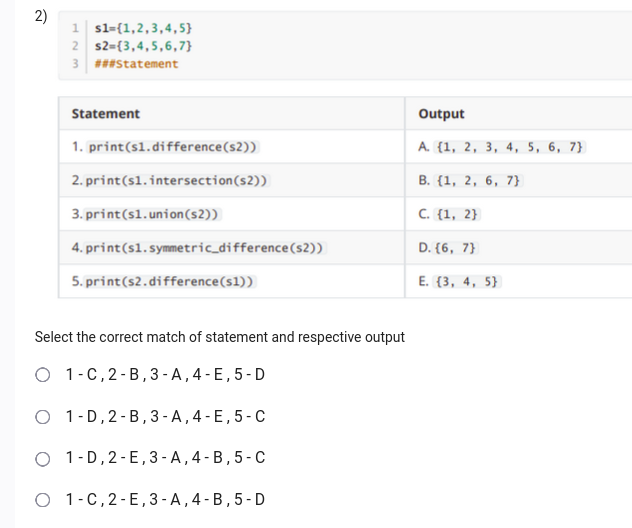 2)
1 s1={1,2,3,4,5}
2 s2={3,4,5,6,7}
3 ###Statement
Statement Output
1. print(s1.difference(s2)) A. {1, 2, 3, 4, 5, 6, 7}
2. print(s1.intersection(s2)) B. {1, 2, 6, 7}
3. print(s1.union(s2)) C. {1, 2}
4. print(s1.symmetric_difference(s2)) D. {6, 7}
5. print(s2.difference(s1)) E. {3, 4, 5}
Select the correct match of statement and respective output
1 - C , 2 - B , 3 - A , 4 - E , 5 - D
1 - D , 2 - B , 3 - A , 4 - E , 5 - C
1 - D , 2 - E , 3 - A , 4 - B , 5 - C
1 - C , 2 - E , 3 - A , 4 - B , 5 - D